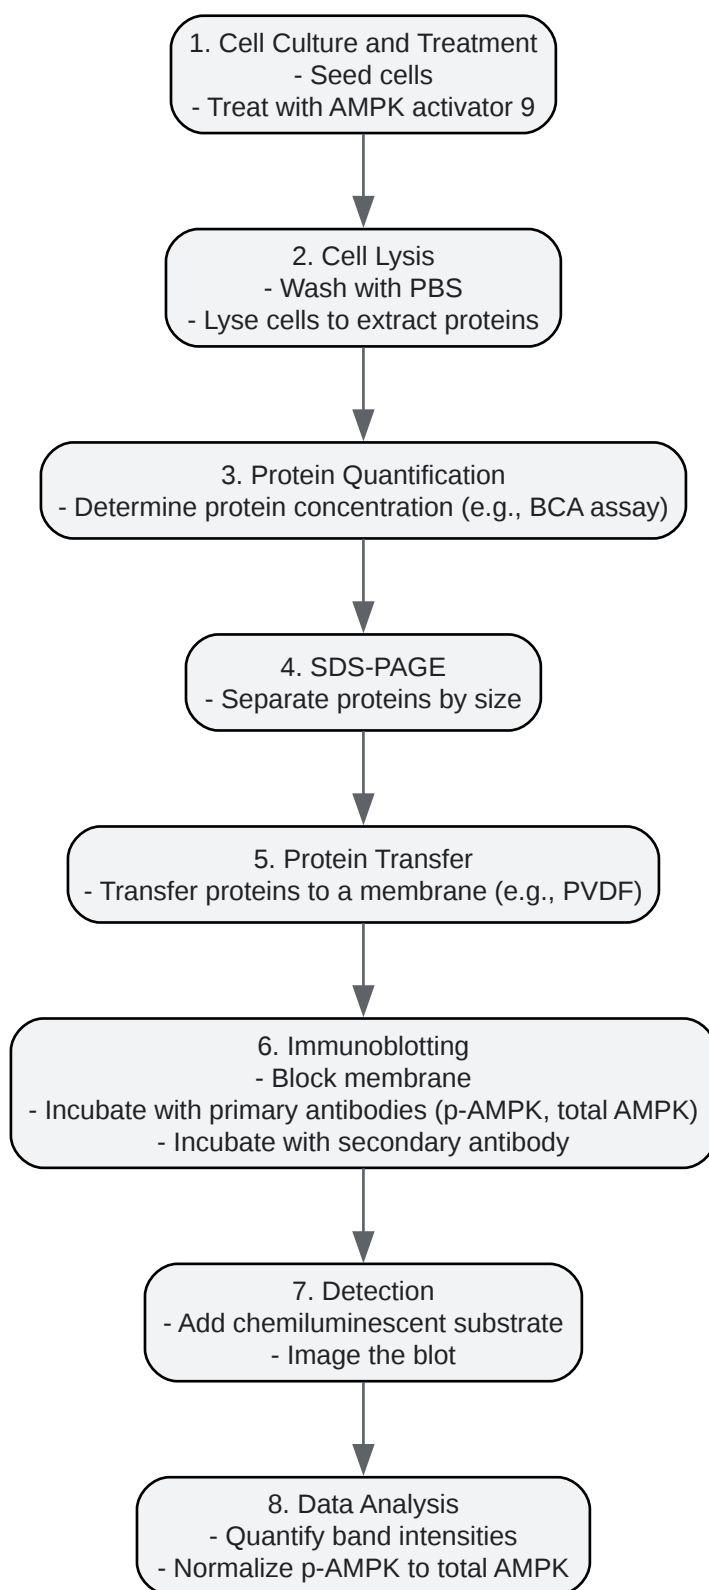 1. Cell Culture and Treatment
- Seed cells
- Treat with AMPK activator 9
2. Cell Lysis
- Wash with PBS
- Lyse cells to extract proteins
3. Protein Quantification
- Determine protein concentration (e.g., BCA assay)
4. SDS-PAGE
- Separate proteins by size
5. Protein Transfer
- Transfer proteins to a membrane (e.g., PVDF)
6. Immunoblotting
- Block membrane
- Incubate with primary antibodies (p-AMPK, total AMPK)
- Incubate with secondary antibody
7. Detection
- Add chemiluminescent substrate
- Image the blot
8. Data Analysis
- Quantify band intensities
- Normalize p-AMPK to total AMPK